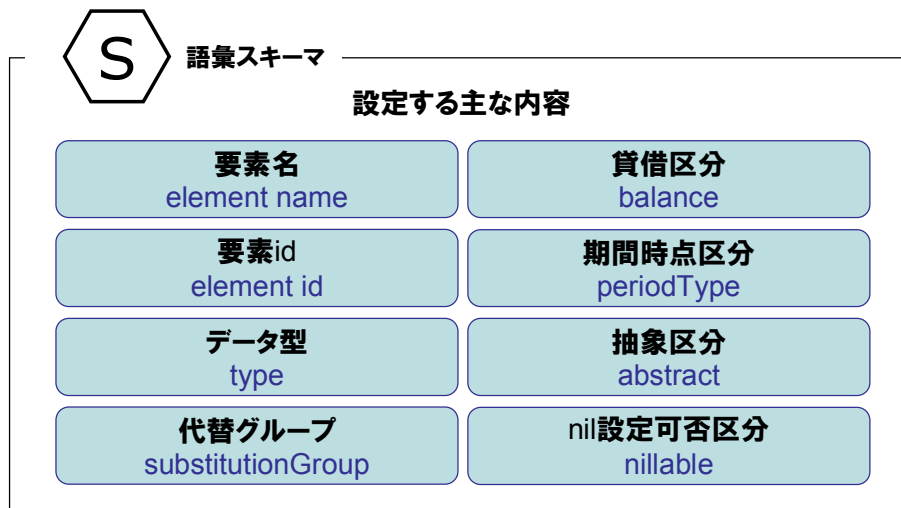 S
語彙スキーマ
設定する主な内容
要素名
element name
貸借区分
balance
要素id
element id
期間時点区分
periodType
データ型
type
抽象区分
abstract
代替グループ
substitutionGroup
nil設定可否区分
nillable